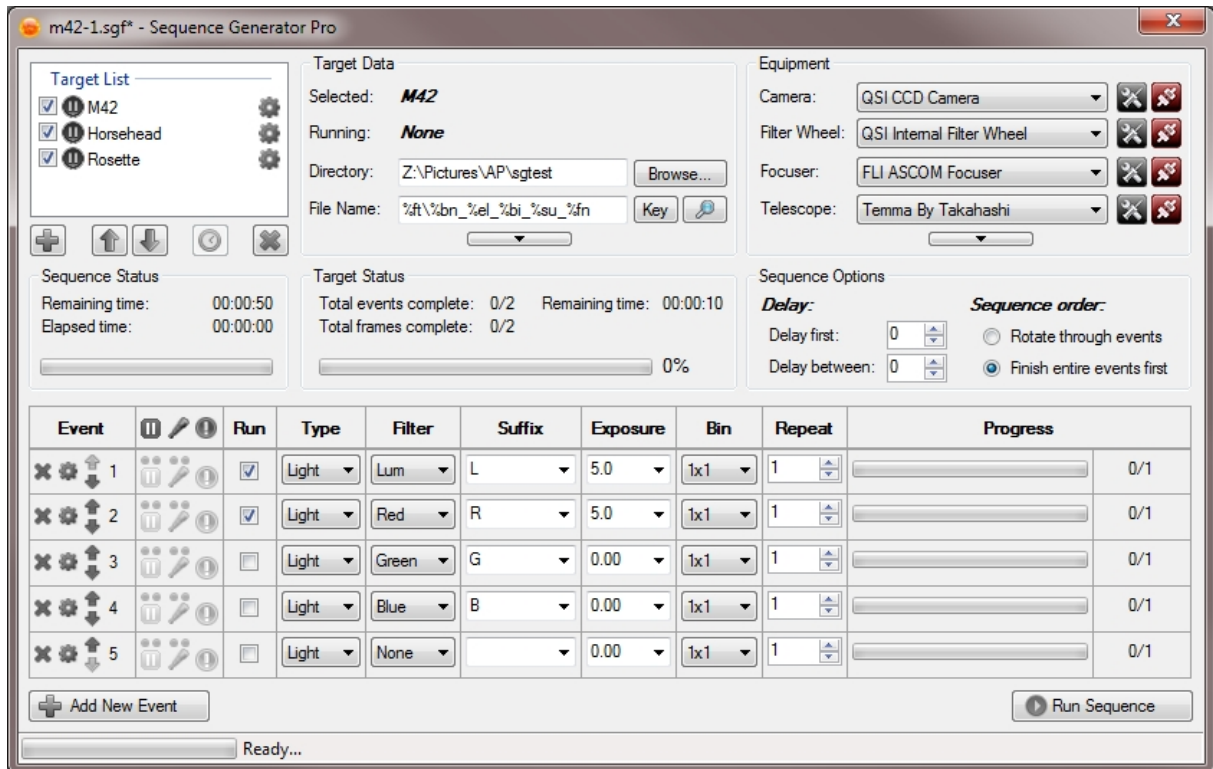 m42-1.sgf* - Sequence Generator Pro
Target List
M42
Horsehead
Rosette
Target Data
Selected: M42
Running: None
Directory: Z:\Pictures\AP\sgtest Browse...
File Name: %ft\%bn_%el_%bi_%su_%fn Key
Equipment
Camera: QSI CCD Camera
Filter Wheel: QSI Internal Filter Wheel
Focuser: FLI ASCOM Focuser
Telescope: Temma By Takahashi
Sequence Status
Remaining time: 00:00:50
Elapsed time: 00:00:00
Target Status
Total events complete: 0/2 Remaining time: 00:00:10
Total frames complete: 0/2
0%
Sequence Options
Delay: Sequence order:
Delay first: 0 Rotate through events
Delay between: 0 Finish entire events first
Event Run Type Filter Suffix Exposure Bin Repeat Progress
1 Light Lum L 5.0 1x1 1 0/1
2 Light Red R 5.0 1x1 1 0/1
3 Light Green G 0.00 1x1 1 0/1
4 Light Blue B 0.00 1x1 1 0/1
5 Light None 0.00 1x1 1 0/1
Add New Event Run Sequence
Ready...